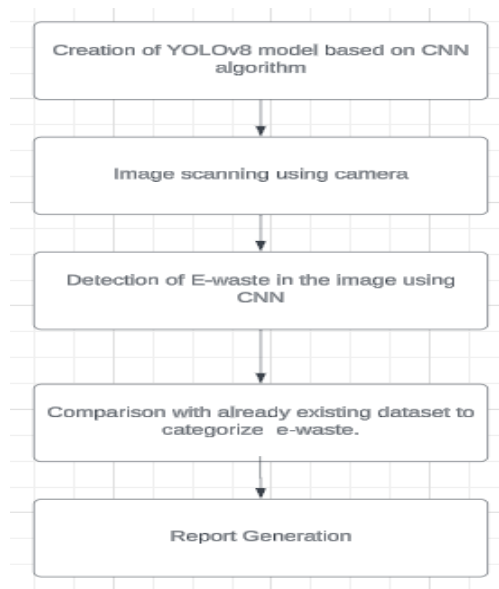 Creation of YOLOv8 model based on CNN
algorithm
Image scanning using camera
Detection of E-waste in the image using
CNN
Comparison with already existing dataset to
categorize e-waste.
Report Generation